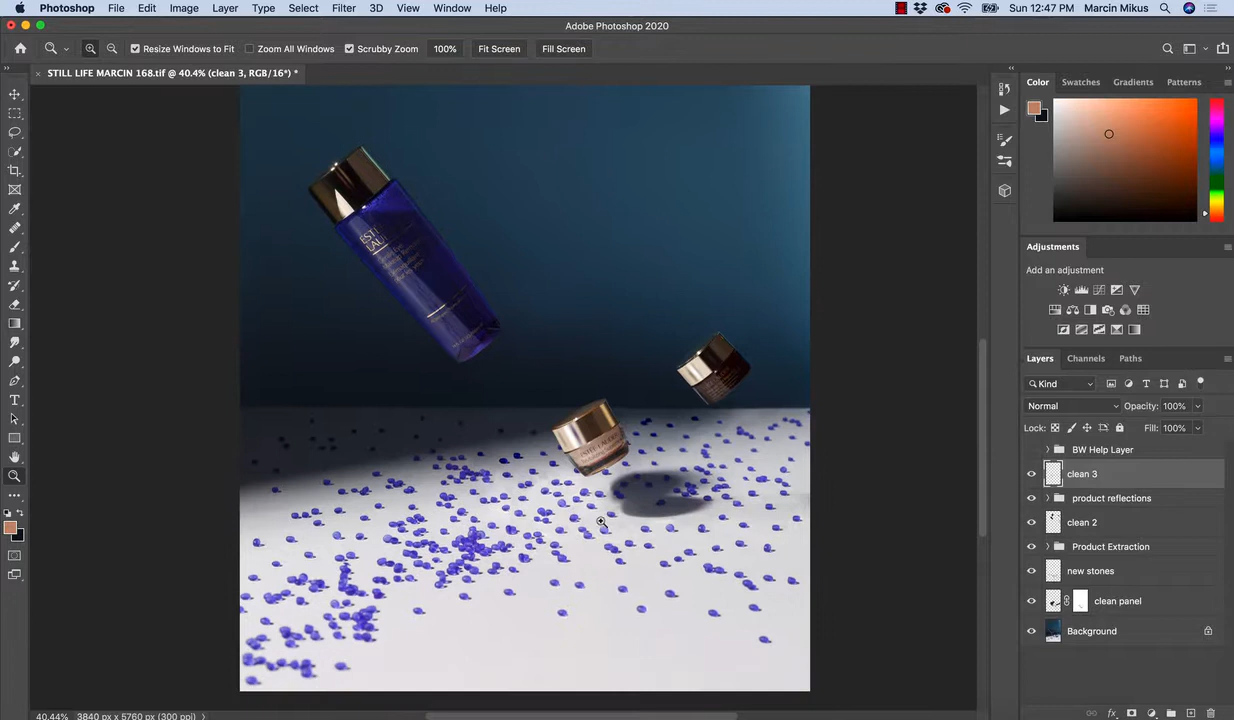 Photoshop File Edit Image Layer Type Select Filter 3D View Window Help Sun 12:47 PM Marcin Mikus
Adobe Photoshop 2020
Resize Windows to Fit Zoom All Windows Scrubby Zoom 100% Fit Screen Fill Screen
STILL LIFE MARCIN 168.tif @ 40.4% (clean 3, RGB/16*) *
Color Swatches Gradients Patterns
Adjustments
Add an adjustment
Layers Channels Paths
Kind
Normal Opacity: 100%
Lock: Fill: 100%
BW Help Layer
clean 3
product reflections
clean 2
Product Extraction
new stones
clean panel
Background
40.44% 3840 px x 5760 px (300 ppi)